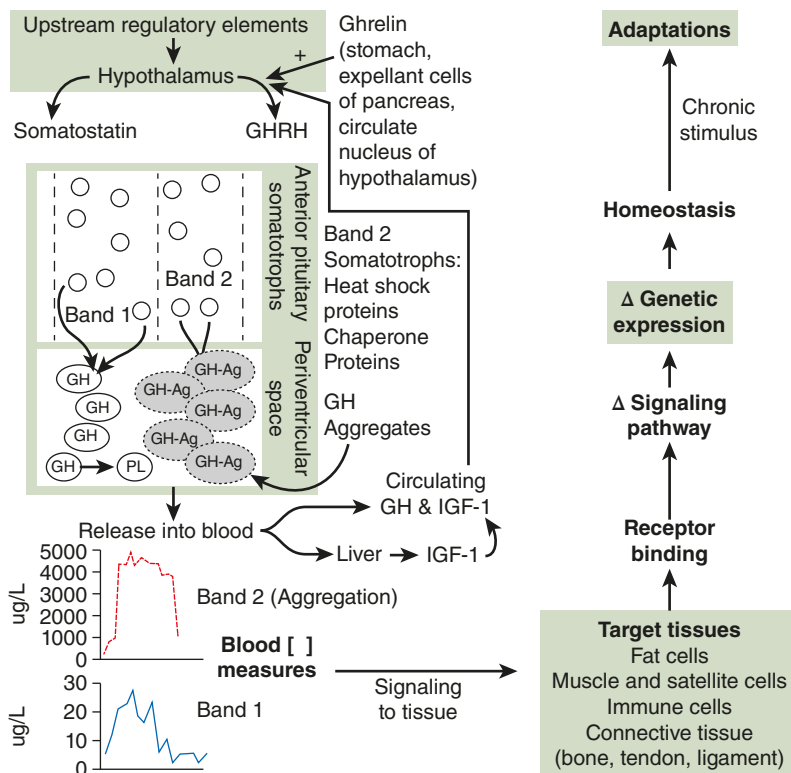 Upstream regulatory elements
Hypothalamus
+
Somatostatin
GHRH
Ghrelin
(stomach,
expellant cells
of pancreas,
circulate
nucleus of
hypothalamus)
Anterior pituitary
somatotrophs
Band 1
Band 2
Periventricular
space
GH
GH
GH
GH
PL
GH-Ag
GH-Ag
GH-Ag
GH-Ag
GH-Ag
Band 2
Somatotrophs:
Heat shock
proteins
Chaperone
Proteins
GH
Aggregates
Release into blood
Circulating
GH & IGF-1
Liver
IGF-1
ug/L
5000
4000
3000
2000
1000
0
Band 2 (Aggregation)
Blood [ ]
measures
ug/L
30
20
10
0
Band 1
Signaling
to tissue
Adaptations
Chronic
stimulus
Homeostasis
Δ Genetic
expression
Δ Signaling
pathway
Receptor
binding
Target tissues
Fat cells
Muscle and satellite cells
Immune cells
Connective tissue
(bone, tendon, ligament)